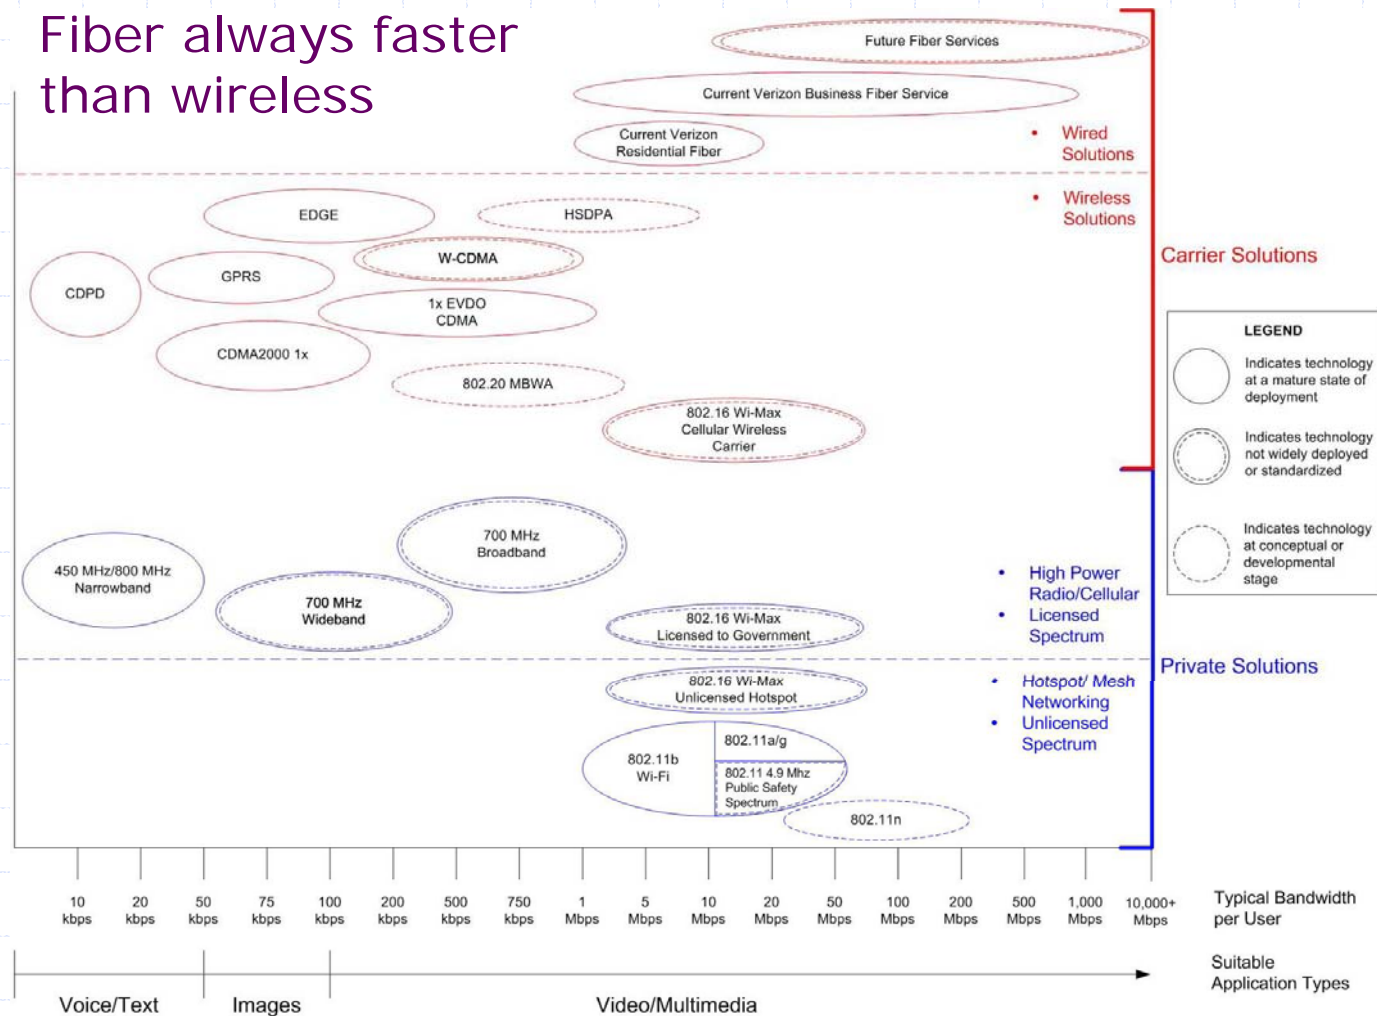 Fiber always faster
than wireless
Future Fiber Services
Current Verizon Business Fiber Service
Current Verizon
Residential Fiber
• Wired
Solutions
• Wireless
Solutions
EDGE
HSDPA
W-CDMA
GPRS
CDPD
1x EVDO
CDMA
CDMA2000 1x
802.20 MBWA
802.16 Wi-Max
Cellular Wireless
Carrier
Carrier Solutions
LEGEND
Indicates technology
at a mature state of
deployment
Indicates technology
not widely deployed
or standardized
Indicates technology
at conceptual or
developmental
stage
700 MHz
Broadband
450 MHz/800 MHz
Narrowband
700 MHz
Wideband
802.16 Wi-Max
Licensed to Government
• High Power
Radio/Cellular
• Licensed
Spectrum
Private Solutions
802.16 Wi-Max
Unlicensed Hotspot
• Hotspot/ Mesh
Networking
• Unlicensed
Spectrum
802.11b
Wi-Fi
802.11a/g
802.11 4.9 Mhz
Public Safety
Spectrum
802.11n
10 kbps
20 kbps
50 kbps
75 kbps
100 kbps
200 kbps
500 kbps
750 kbps
1 Mbps
5 Mbps
10 Mbps
20 Mbps
50 Mbps
100 Mbps
200 Mbps
500 Mbps
1,000 Mbps
10,000+ Mbps
Typical Bandwidth
per User
Suitable
Application Types
Voice/Text
Images
Video/Multimedia